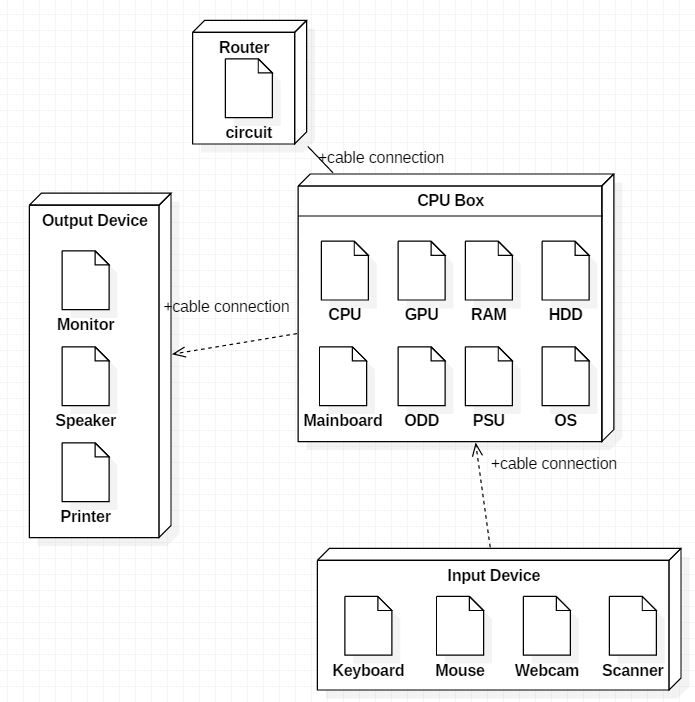 Router
circuit
+cable connection
CPU Box
Output Device
CPU
GPU
RAM
HDD
Monitor
+cable connection
Mainboard
ODD
PSU
OS
Speaker
Printer
+cable connection
Input Device
Keyboard
Mouse
Webcam
Scanner